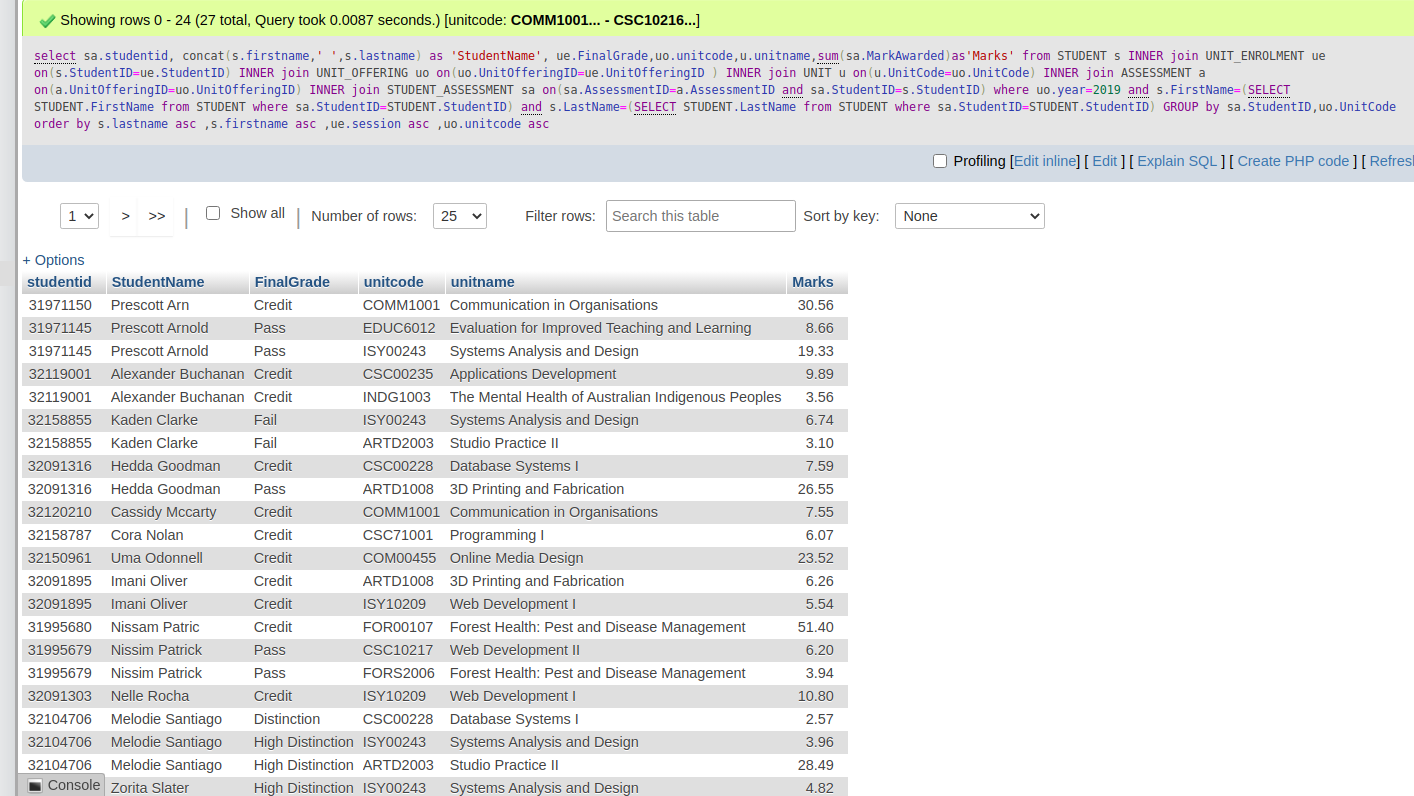 Showing rows 0 - 24 (27 total, Query took 0.0087 seconds.) [unitcode: COMM1001... - CSC10216...]
select sa.studentid, concat(s.firstname,' ',s.lastname) as 'StudentName', ue.FinalGrade,uo.unitcode,u.unitname,sum(sa.MarkAwarded)as'Marks' from STUDENT s INNER join UNIT_ENROLMENT ue
on(s.StudentID=ue.StudentID) INNER join UNIT_OFFERING uo on(uo.UnitOfferingID=ue.UnitOfferingID ) INNER join UNIT u on(u.UnitCode=uo.UnitCode) INNER join ASSESSMENT a
on(a.UnitOfferingID=uo.UnitOfferingID) INNER join STUDENT_ASSESSMENT sa on(sa.AssessmentID=a.AssessmentID and sa.StudentID=s.StudentID) where uo.year=2019 and s.FirstName=(SELECT
STUDENT.FirstName from STUDENT where sa.StudentID=STUDENT.StudentID) and s.LastName=(SELECT STUDENT.LastName from STUDENT where sa.StudentID=STUDENT.StudentID) GROUP by sa.StudentID,uo.UnitCode
order by s.lastname asc ,s.firstname asc ,ue.session asc ,uo.unitcode asc
Profiling [Edit inline] [ Edit ] [ Explain SQL ] [ Create PHP code ] [ Refres
1 > >> | Show all | Number of rows: 25 Filter rows: Search this table Sort by key: None
+ Options
studentid StudentName FinalGrade unitcode unitname Marks
31971150 Prescott Arn Credit COMM1001 Communication in Organisations 30.56
31971145 Prescott Arnold Pass EDUC6012 Evaluation for Improved Teaching and Learning 8.66
31971145 Prescott Arnold Pass ISY00243 Systems Analysis and Design 19.33
32119001 Alexander Buchanan Credit CSC00235 Applications Development 9.89
32119001 Alexander Buchanan Credit INDG1003 The Mental Health of Australian Indigenous Peoples 3.56
32158855 Kaden Clarke Fail ISY00243 Systems Analysis and Design 6.74
32158855 Kaden Clarke Fail ARTD2003 Studio Practice II 3.10
32091316 Hedda Goodman Credit CSC00228 Database Systems I 7.59
32091316 Hedda Goodman Pass ARTD1008 3D Printing and Fabrication 26.55
32120210 Cassidy Mccarty Credit COMM1001 Communication in Organisations 7.55
32158787 Cora Nolan Credit CSC71001 Programming I 6.07
32150961 Uma Odonnell Credit COM00455 Online Media Design 23.52
32091895 Imani Oliver Credit ARTD1008 3D Printing and Fabrication 6.26
32091895 Imani Oliver Credit ISY10209 Web Development I 5.54
31995680 Nissam Patric Credit FOR00107 Forest Health: Pest and Disease Management 51.40
31995679 Nissim Patrick Pass CSC10217 Web Development II 6.20
31995679 Nissim Patrick Pass FORS2006 Forest Health: Pest and Disease Management 3.94
32091303 Nelle Rocha Credit ISY10209 Web Development I 10.80
32104706 Melodie Santiago Distinction CSC00228 Database Systems I 2.57
32104706 Melodie Santiago High Distinction ISY00243 Systems Analysis and Design 3.96
32104706 Melodie Santiago High Distinction ARTD2003 Studio Practice II 28.49
Console Zorita Slater High Distinction ISY00243 Systems Analysis and Design 4.82